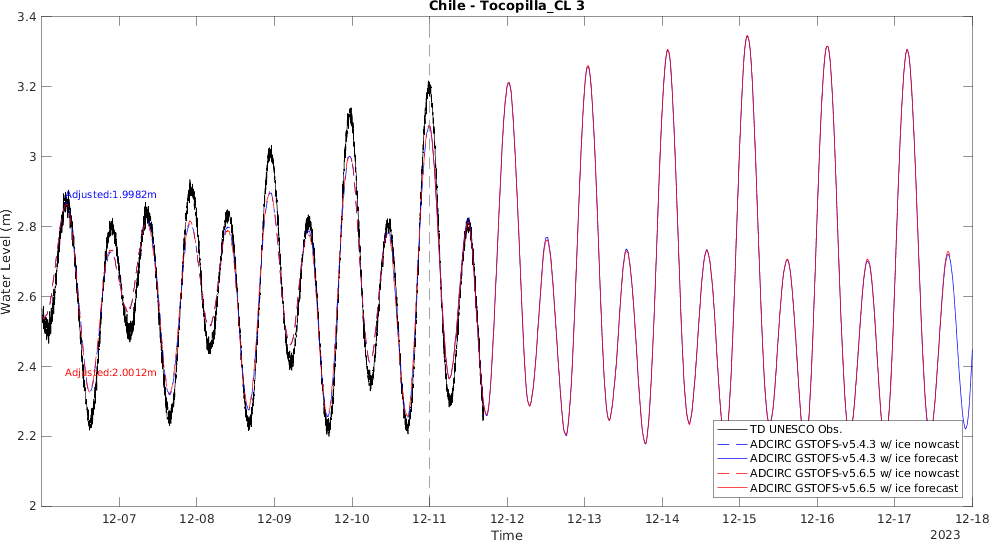 Chile - Tocopilla_CL 3
3.4
3.2
3
2.8
2.6
2.4
2.2
2
Water Level (m)
Adjusted:1.9982m
Adjusted:2.0012m
TD UNESCO Obs.
ADCIRC GSTOFS-v5.4.3 w/ ice nowcast
ADCIRC GSTOFS-v5.4.3 w/ ice forecast
ADCIRC GSTOFS-v5.6.5 w/ ice nowcast
ADCIRC GSTOFS-v5.6.5 w/ ice forecast
12-07 12-08 12-09 12-10 12-11 12-12 12-13 12-14 12-15 12-16 12-17 12-18
Time
2023